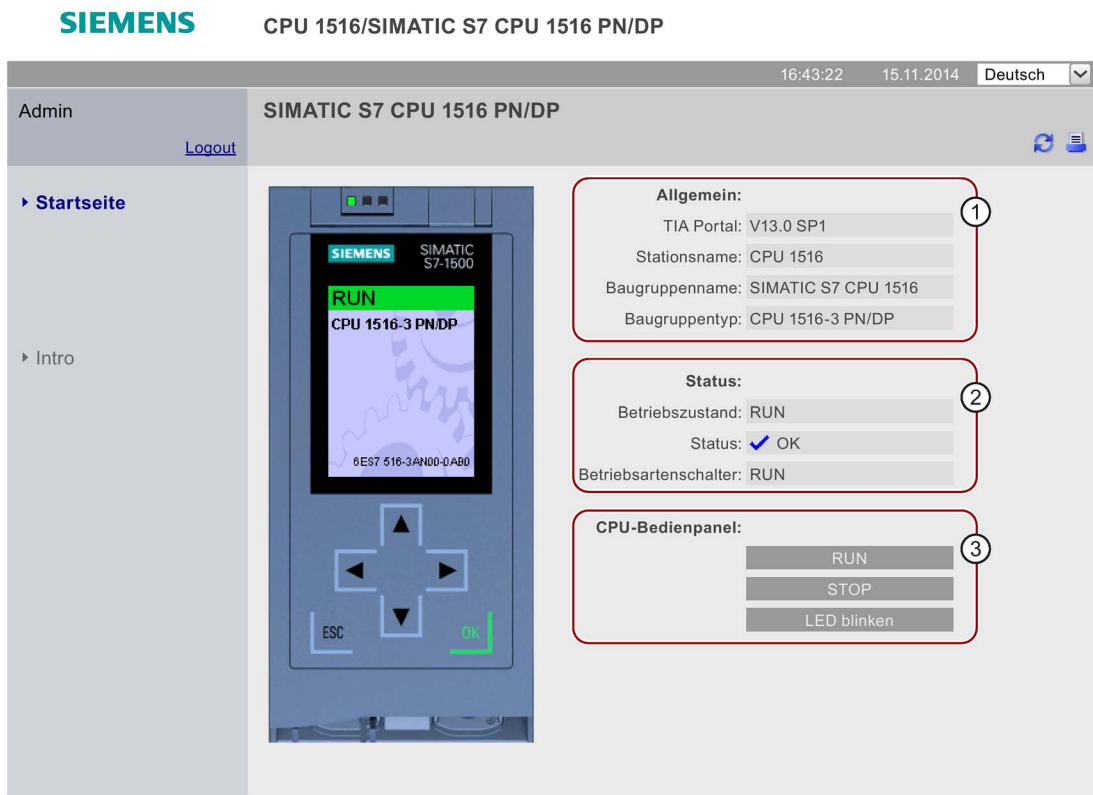 SIEMENS CPU 1516/SIMATIC S7 CPU 1516 PN/DP
16:43:22 15.11.2014 Deutsch
Admin
Logout
SIMATIC S7 CPU 1516 PN/DP
Startseite
Intro
SIEMENS
SIMATIC
S7-1500
RUN
CPU 1516-3 PN/DP
6ES7 516-3AN00-0AB0
ESC
OK
Allgemein:
1
TIA Portal: V13.0 SP1
Stationsname: CPU 1516
Baugruppenname: SIMATIC S7 CPU 1516
Baugruppentyp: CPU 1516-3 PN/DP
Status:
2
Betriebszustand: RUN
Status: OK
Betriebsartenschalter: RUN
CPU-Bedienpanel:
3
RUN
STOP
LED blinken